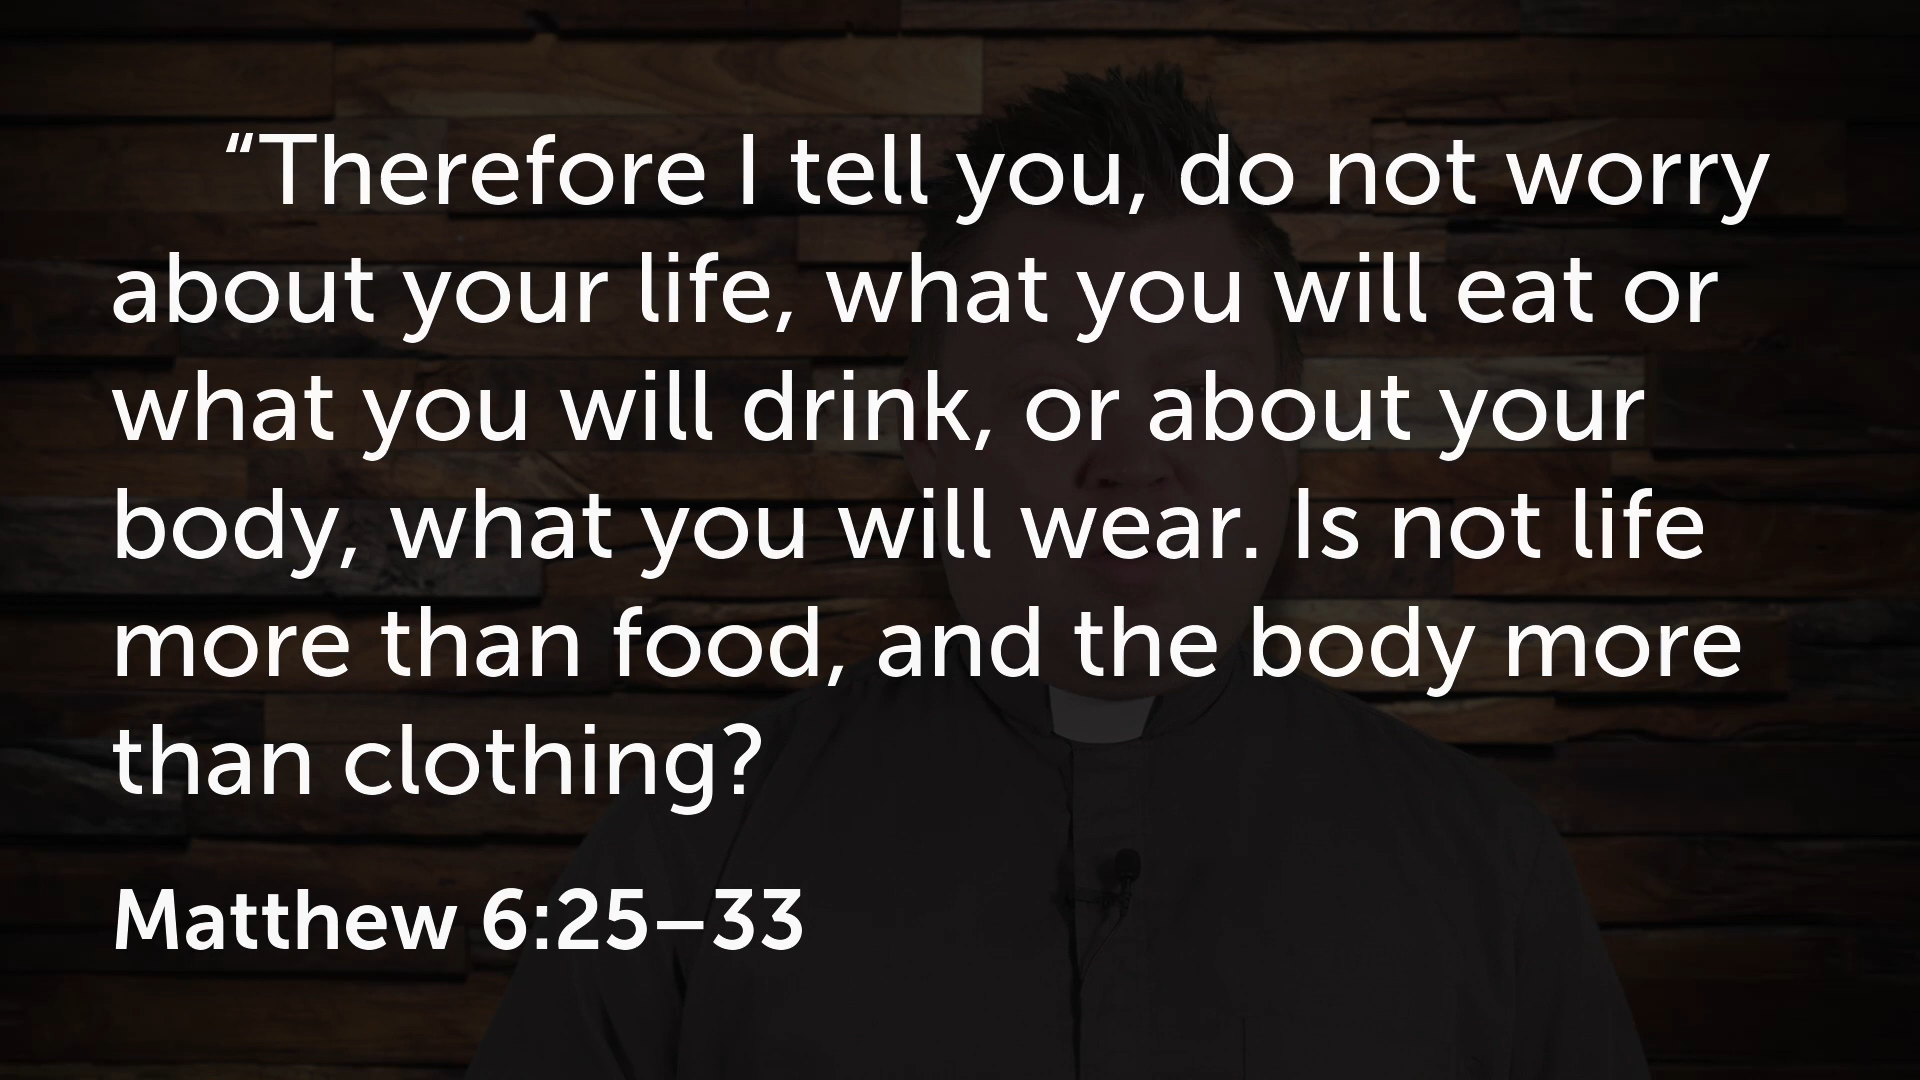 “Therefore I tell you, do not worry
about your life, what you will eat or
what you will drink, or about your
body, what you will wear. Is not life
more than food, and the body more
than clothing?
Matthew 6:25–33